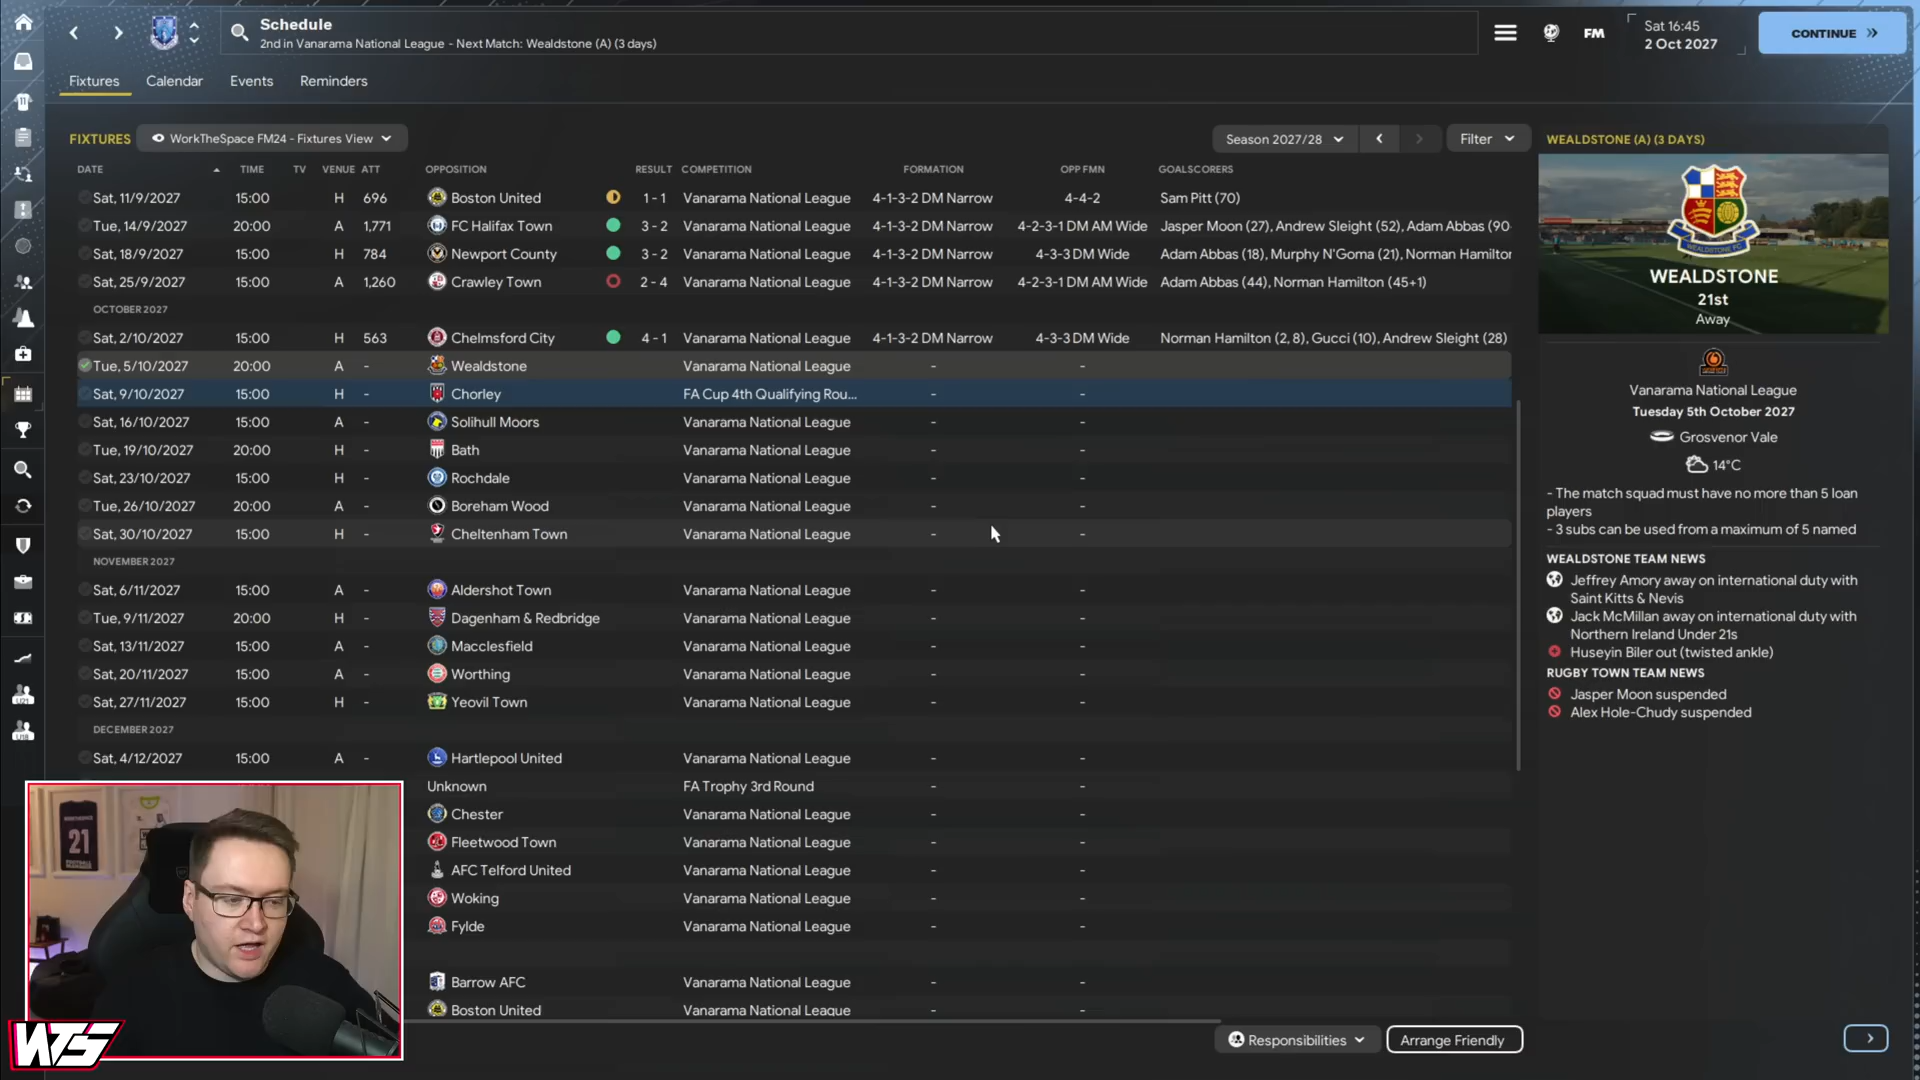 Schedule
2nd in Vanarama National League - Next Match: Wealdstone (A) (3 days)
FM
Sat 16:45
2 Oct 2027
CONTINUE
Fixtures Calendar Events Reminders
FIXTURES WorkTheSpace FM24 - Fixtures View
Season 2027/28 Filter
DATE TIME TV VENUE ATT OPPOSITION RESULT COMPETITION FORMATION OPP FMN GOALSCORERS
Sat, 11/9/2027 15:00 H 696 Boston United 1 - 1 Vanarama National League 4-1-3-2 DM Narrow 4-4-2 Sam Pitt (70)
Tue, 14/9/2027 20:00 A 1,771 FC Halifax Town 3 - 2 Vanarama National League 4-1-3-2 DM Narrow 4-2-3-1 DM AM Wide Jasper Moon (27), Andrew Sleight (52), Adam Abbas (90
Sat, 18/9/2027 15:00 H 784 Newport County 3 - 2 Vanarama National League 4-1-3-2 DM Narrow 4-3-3 DM Wide Adam Abbas (18), Murphy N'Goma (21), Norman Hamilton
Sat, 25/9/2027 15:00 A 1,260 Crawley Town 2 - 4 Vanarama National League 4-1-3-2 DM Narrow 4-2-3-1 DM AM Wide Adam Abbas (44), Norman Hamilton (45+1)
OCTOBER 2027
Sat, 2/10/2027 15:00 H 563 Chelmsford City 4 - 1 Vanarama National League 4-1-3-2 DM Narrow 4-3-3 DM Wide Norman Hamilton (2, 8), Gucci (10), Andrew Sleight (28)
Tue, 5/10/2027 20:00 A - Wealdstone Vanarama National League - -
Sat, 9/10/2027 15:00 H - Chorley FA Cup 4th Qualifying Rou... - -
Sat, 16/10/2027 15:00 A - Solihull Moors Vanarama National League - -
Tue, 19/10/2027 20:00 H - Bath Vanarama National League - -
Sat, 23/10/2027 15:00 H - Rochdale Vanarama National League - -
Tue, 26/10/2027 20:00 A - Boreham Wood Vanarama National League - -
Sat, 30/10/2027 15:00 H - Cheltenham Town Vanarama National League - -
NOVEMBER 2027
Sat, 6/11/2027 15:00 A - Aldershot Town Vanarama National League - -
Tue, 9/11/2027 20:00 H - Dagenham & Redbridge Vanarama National League - -
Sat, 13/11/2027 15:00 A - Macclesfield Vanarama National League - -
Sat, 20/11/2027 15:00 A - Worthing Vanarama National League - -
Sat, 27/11/2027 15:00 H - Yeovil Town Vanarama National League - -
DECEMBER 2027
Sat, 4/12/2027 15:00 A - Hartlepool United Vanarama National League - -
Unknown FA Trophy 3rd Round - -
Chester Vanarama National League - -
Fleetwood Town Vanarama National League - -
AFC Telford United Vanarama National League - -
Woking Vanarama National League - -
Fylde Vanarama National League - -
Barrow AFC Vanarama National League - -
Boston United Vanarama National League - -
Responsibilities Arrange Friendly
WEALDSTONE (A) (3 DAYS)
WEALDSTONE FC
WEALDSTONE
21st
Away
Vanarama National League
Tuesday 5th October 2027
Grosvenor Vale
14°C
- The match squad must have no more than 5 loan
players
- 3 subs can be used from a maximum of 5 named
WEALDSTONE TEAM NEWS
Jeffrey Amory away on international duty with
Saint Kitts & Nevis
Jack McMillan away on international duty with
Northern Ireland Under 21s
Huseyin Biler out (twisted ankle)
RUGBY TOWN TEAM NEWS
Jasper Moon suspended
Alex Hole-Chudy suspended
U21
U18
21
WTS